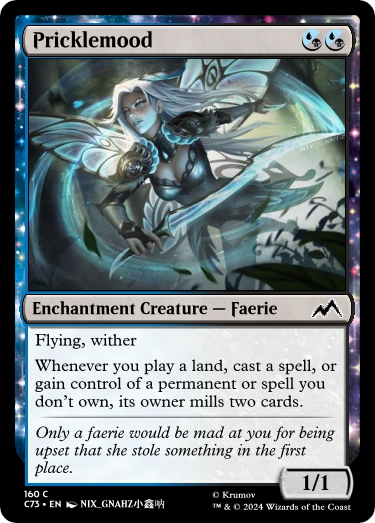 Pricklemood
NIX_GNAHZ
Enchantment Creature — Faerie
Flying, wither
Whenever you play a land, cast a spell, or
gain control of a permanent or spell you
don't own, its owner mills two cards.
Only a faerie would be mad at you for being
upset that she stole something in the first
place.
1/1
160 C
C73 • EN NIX_GNAHZ小鑫呐
© Krumov
™ & © 2024 Wizards of the Coast